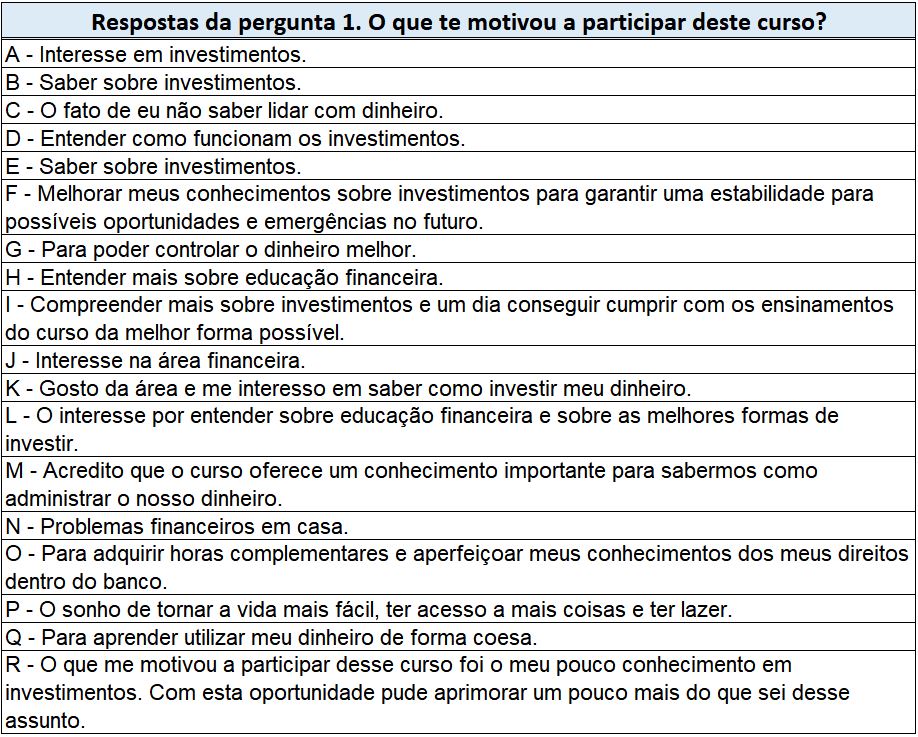 Respostas da pergunta 1. O que te motivou a participar deste curso?
A - Interesse em investimentos.
B - Saber sobre investimentos.
C - O fato de eu não saber lidar com dinheiro.
D - Entender como funcionam os investimentos.
E - Saber sobre investimentos.
F - Melhorar meus conhecimentos sobre investimentos para garantir uma estabilidade para
possíveis oportunidades e emergências no futuro.
G - Para poder controlar o dinheiro melhor.
H - Entender mais sobre educação financeira.
I - Compreender mais sobre investimentos e um dia conseguir cumprir com os ensinamentos
do curso da melhor forma possível.
J - Interesse na área financeira.
K - Gosto da área e me interesso em saber como investir meu dinheiro.
L - O interesse por entender sobre educação financeira e sobre as melhores formas de
investir.
M - Acredito que o curso oferece um conhecimento importante para sabermos como
administrar o nosso dinheiro.
N - Problemas financeiros em casa.
O - Para adquirir horas complementares e aperfeiçoar meus conhecimentos dos meus direitos
dentro do banco.
P - O sonho de tornar a vida mais fácil, ter acesso a mais coisas e ter lazer.
Q - Para aprender utilizar meu dinheiro de forma coesa.
R - O que me motivou a participar desse curso foi o meu pouco conhecimento em
investimentos. Com esta oportunidade pude aprimorar um pouco mais do que sei desse
assunto.